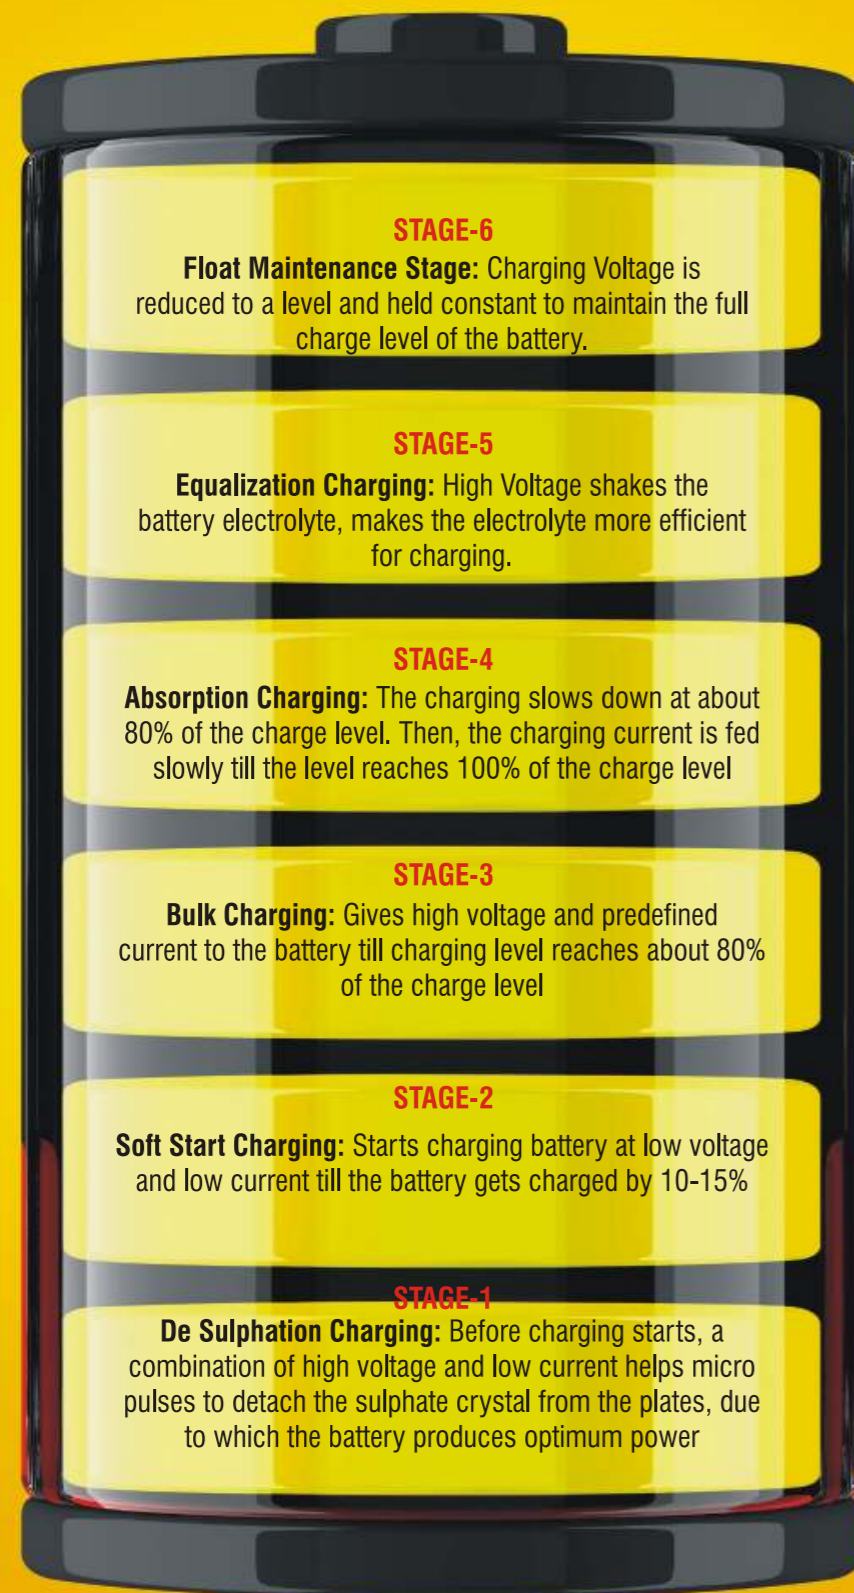 STAGE-6
Float Maintenance Stage: Charging Voltage is
reduced to a level and held constant to maintain the full
charge level of the battery.
STAGE-5
Equalization Charging: High Voltage shakes the
battery electrolyte, makes the electrolyte more efficient
for charging.
STAGE-4
Absorption Charging: The charging slows down at about
80% of the charge level. Then, the charging current is fed
slowly till the level reaches 100% of the charge level
STAGE-3
Bulk Charging: Gives high voltage and predefined
current to the battery till charging level reaches about 80%
of the charge level
STAGE-2
Soft Start Charging: Starts charging battery at low voltage
and low current till the battery gets charged by 10-15%
STAGE-1
De Sulphation Charging: Before charging starts, a
combination of high voltage and low current helps micro
pulses to detach the sulphate crystal from the plates, due
to which the battery produces optimum power